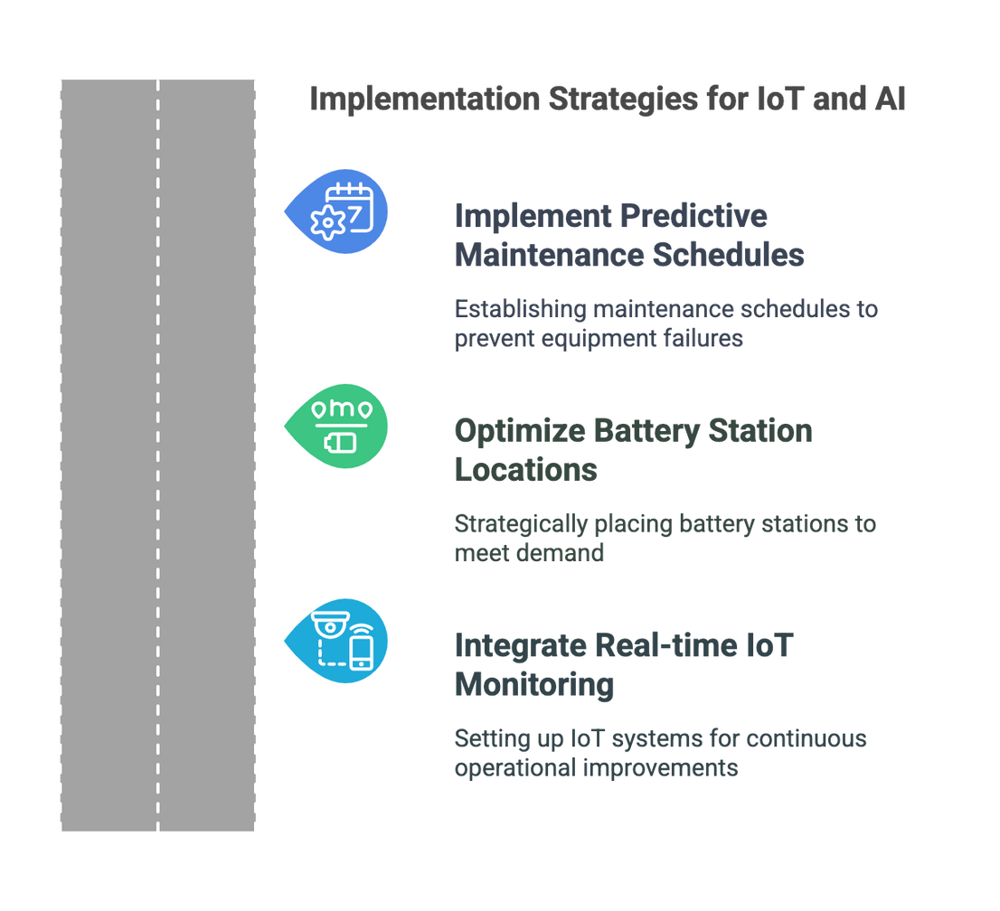 Implementation Strategies for IoT and AI
7
Implement Predictive
Maintenance Schedules
Establishing maintenance schedules to
prevent equipment failures
m
Optimize Battery Station
Locations
Strategically placing battery stations to
meet demand
Integrate Real-time IoT
Monitoring
Setting up IoT systems for continuous
operational improvements